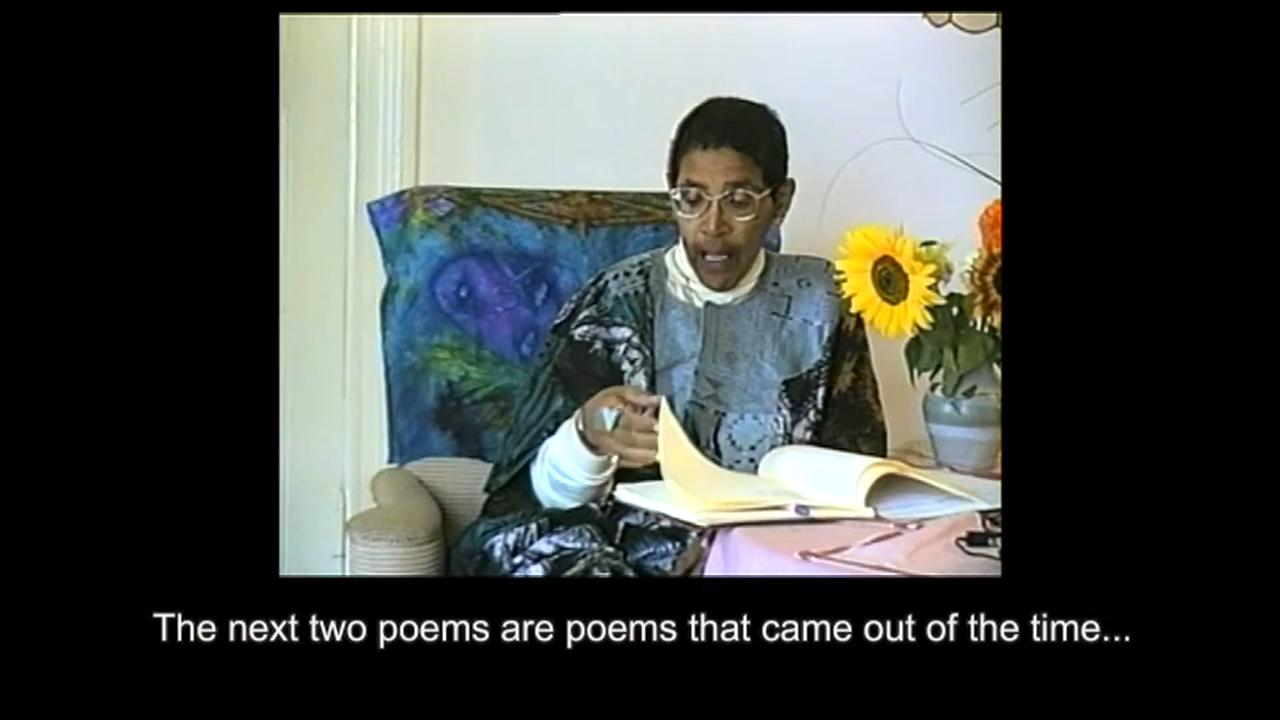 The next two poems are poems that came out of the time...